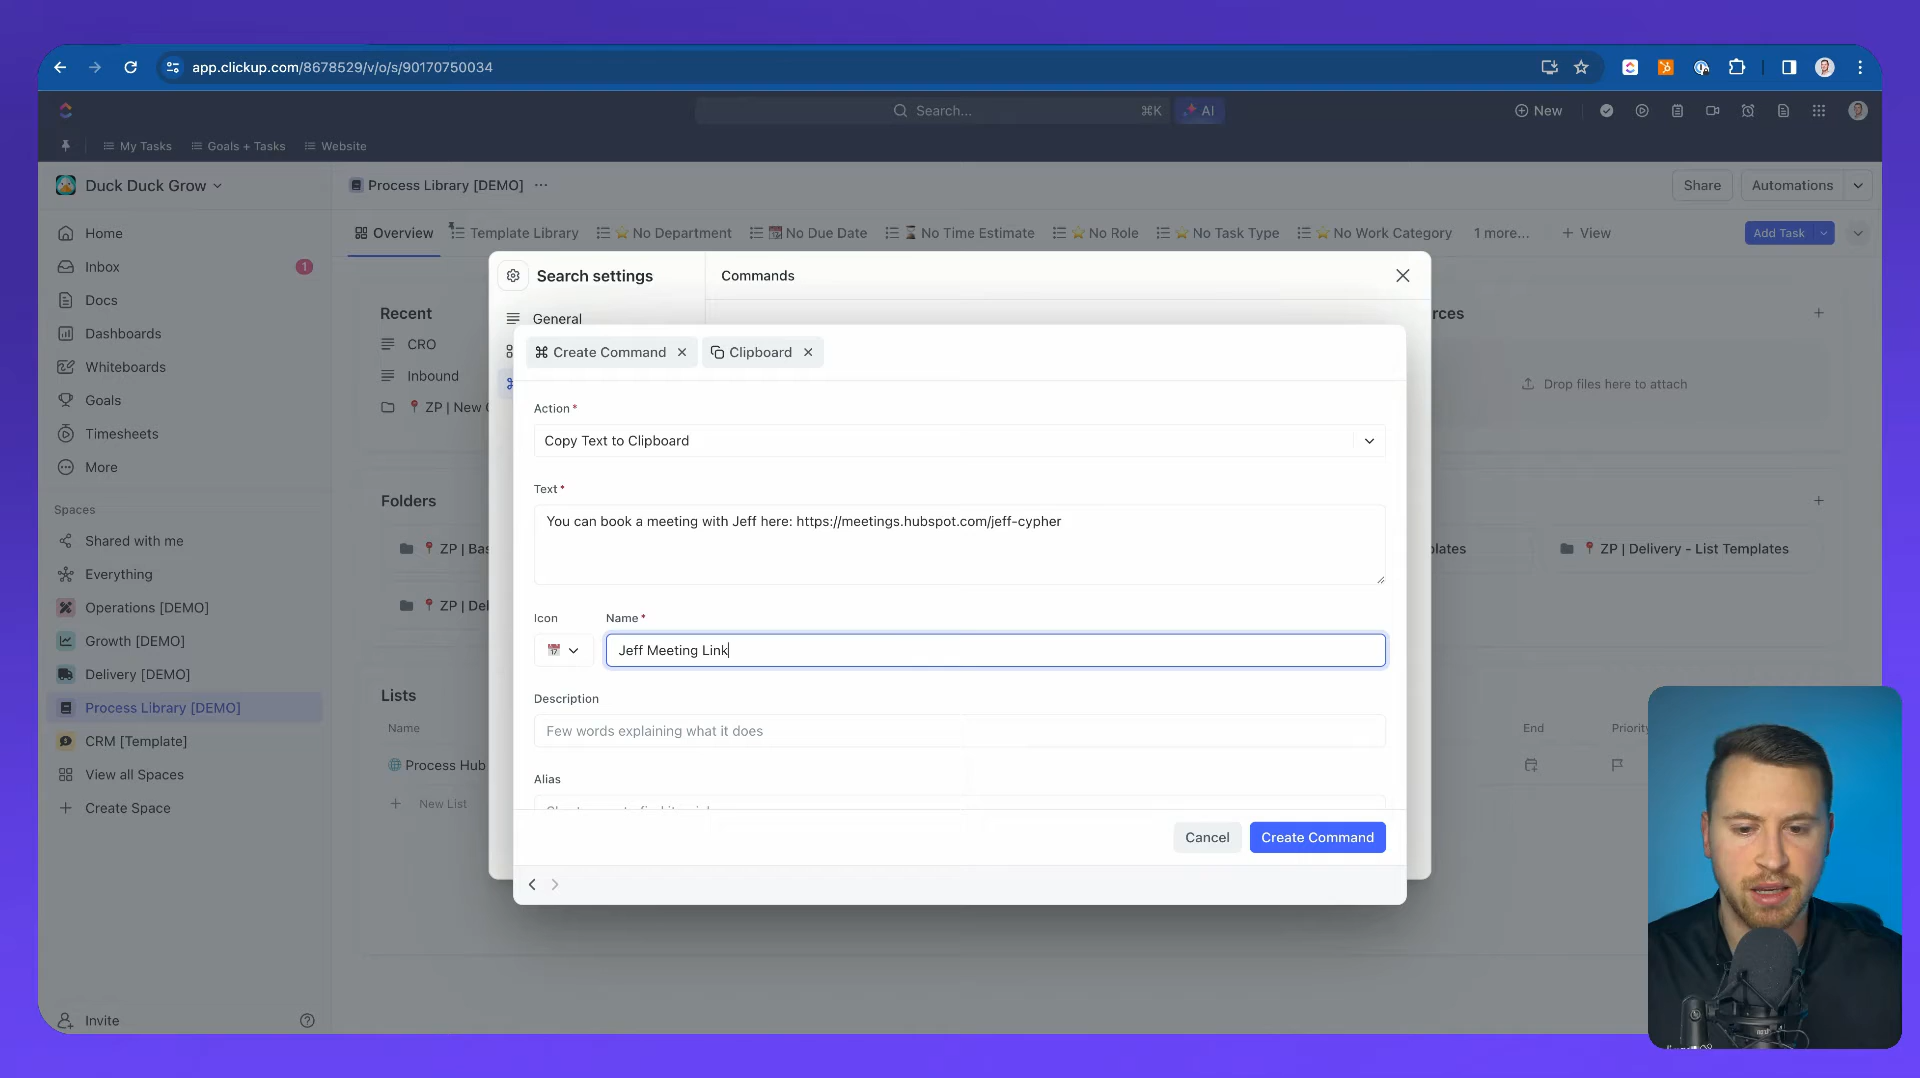 app.clickup.com/8678529/v/o/s/90170750034
Search...
⌘K
AI
New
My Tasks
Goals + Tasks
Website
Duck Duck Grow
Process Library [DEMO]
Share
Automations
Home
Inbox
1
Docs
Dashboards
Whiteboards
Goals
Timesheets
More
Spaces
Shared with me
Everything
Operations [DEMO]
Growth [DEMO]
Delivery [DEMO]
Process Library [DEMO]
CRM [Template]
View all Spaces
Create Space
Invite
Overview
Template Library
No Department
No Due Date
No Time Estimate
No Role
No Task Type
No Work Category
1 more...
View
Add Task
Recent
CRO
Inbound
ZP | New
Folders
ZP | Bas
ZP | Del
Lists
Name
Process Hub
New List
rces
Drop files here to attach
lates
ZP | Delivery - List Templates
End
Priority
Search settings
Commands
General
Create Command
Clipboard
Action*
Copy Text to Clipboard
Text*
You can book a meeting with Jeff here: https://meetings.hubspot.com/jeff-cypher
Icon
Name*
Jeff Meeting Link
Description
Few words explaining what it does
Alias
Cancel
Create Command